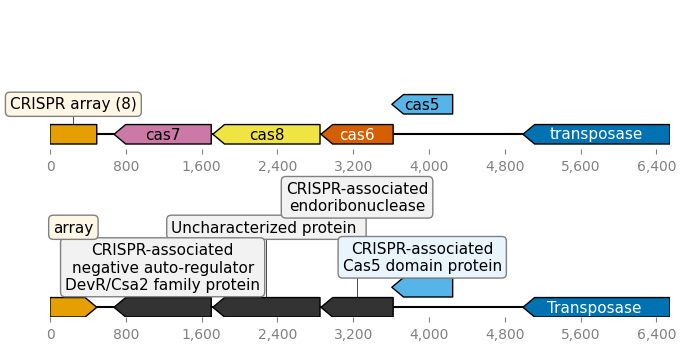 CRISPR array (8)
cas5
cas7
cas8
cas6
transposase
0 800 1,600 2,400 3,200 4,000 4,800 5,600 6,400
CRISPR-associated
endoribonuclease
array
Uncharacterized protein
CRISPR-associated
negative auto-regulator
DevR/Csa2 family protein
CRISPR-associated
Cas5 domain protein
Transposase
0 800 1,600 2,400 3,200 4,000 4,800 5,600 6,400